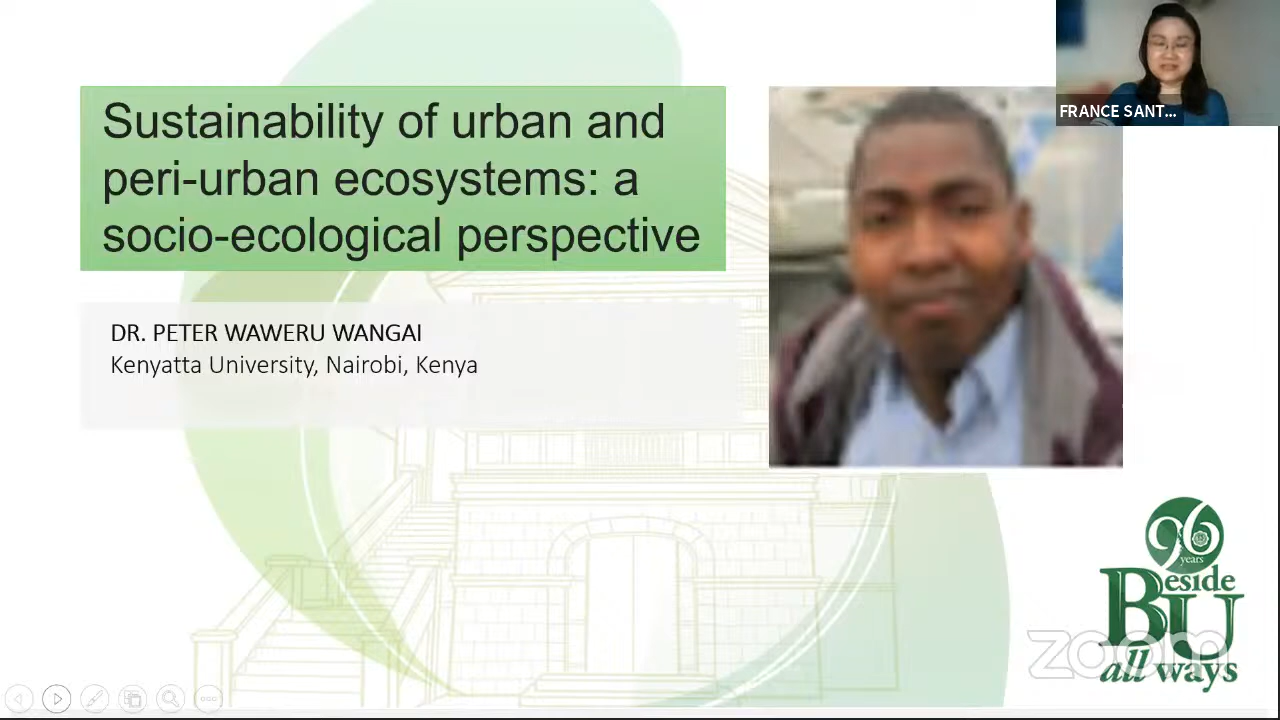 Sustainability of urban and
peri-urban ecosystems: a
socio-ecological perspective
DR. PETER WAWERU WANGAI
Kenyatta University, Nairobi, Kenya
FRANCE SANT...
96
years
Beside
BU
all ways
zoom